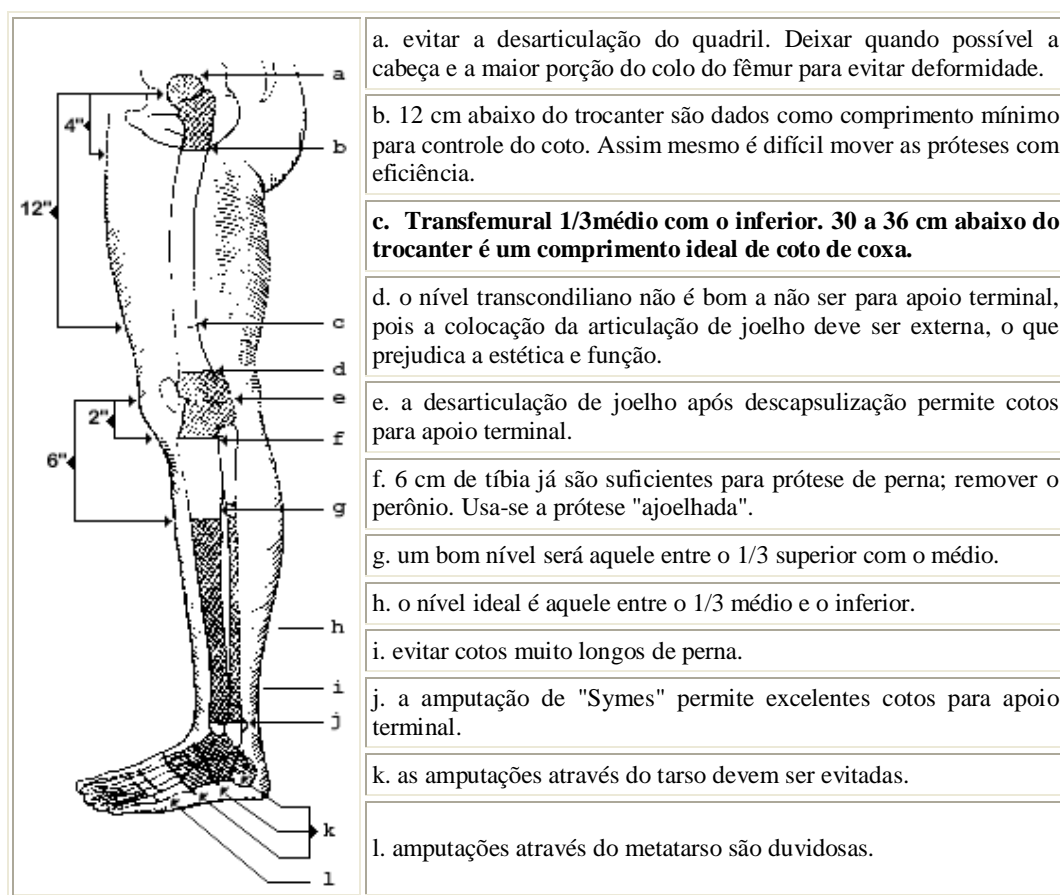 a
4"
b
12"
c
d
e
2"
f
6"
g
h
i
j
k
l
a. evitar a desarticulação do quadril. Deixar quando possível a
cabeça e a maior porção do colo do fêmur para evitar deformidade.
b. 12 cm abaixo do trocanter são dados como comprimento mínimo
para controle do coto. Assim mesmo é difícil mover as próteses com
eficiência.
c. Transfemural 1/3médio com o inferior. 30 a 36 cm abaixo do
trocanter é um comprimento ideal de coto de coxa.
d. o nível transcondiliano não é bom a não ser para apoio terminal,
pois a colocação da articulação de joelho deve ser externa, o que
prejudica a estética e função.
e. a desarticulação de joelho após descapsulização permite cotos
para apoio terminal.
f. 6 cm de tíbia já são suficientes para prótese de perna; remover o
perônio. Usa-se a prótese "ajoelhada".
g. um bom nível será aquele entre o 1/3 superior com o médio.
h. o nível ideal é aquele entre o 1/3 médio e o inferior.
i. evitar cotos muito longos de perna.
j. a amputação de "Symes" permite excelentes cotos para apoio
terminal.
k. as amputações através do tarso devem ser evitadas.
l. amputações através do metatarso são duvidosas.